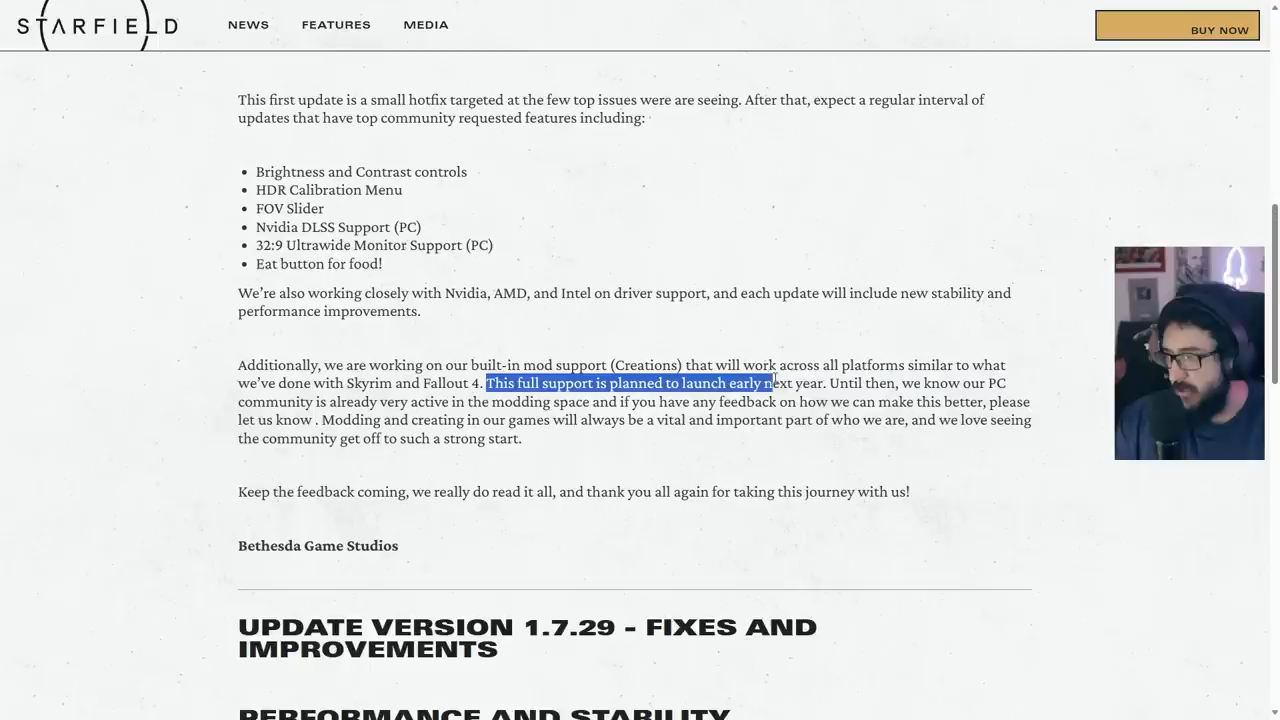 STARFIELD
NEWS
FEATURES
MEDIA
BUY NOW
This first update is a small hotfix targeted at the few top issues were are seeing. After that, expect a regular interval of
updates that have top community requested features including:
• Brightness and Contrast controls
• HDR Calibration Menu
• FOV Slider
• Nvidia DLSS Support (PC)
• 32:9 Ultrawide Monitor Support (PC)
• Eat button for food!
We’re also working closely with Nvidia, AMD, and Intel on driver support, and each update will include new stability and
performance improvements.
Additionally, we are working on our built-in mod support (Creations) that will work across all platforms similar to what
we’ve done with Skyrim and Fallout 4. This full support is planned to launch early next year. Until then, we know our PC
community is already very active in the modding space and if you have any feedback on how we can make this better, please
let us know . Modding and creating in our games will always be a vital and important part of who we are, and we love seeing
the community get off to such a strong start.
Keep the feedback coming, we really do read it all, and thank you all again for taking this journey with us!
Bethesda Game Studios
UPDATE VERSION 1.7.29 - FIXES AND
IMPROVEMENTS
PERFORMANCE AND STABILITY